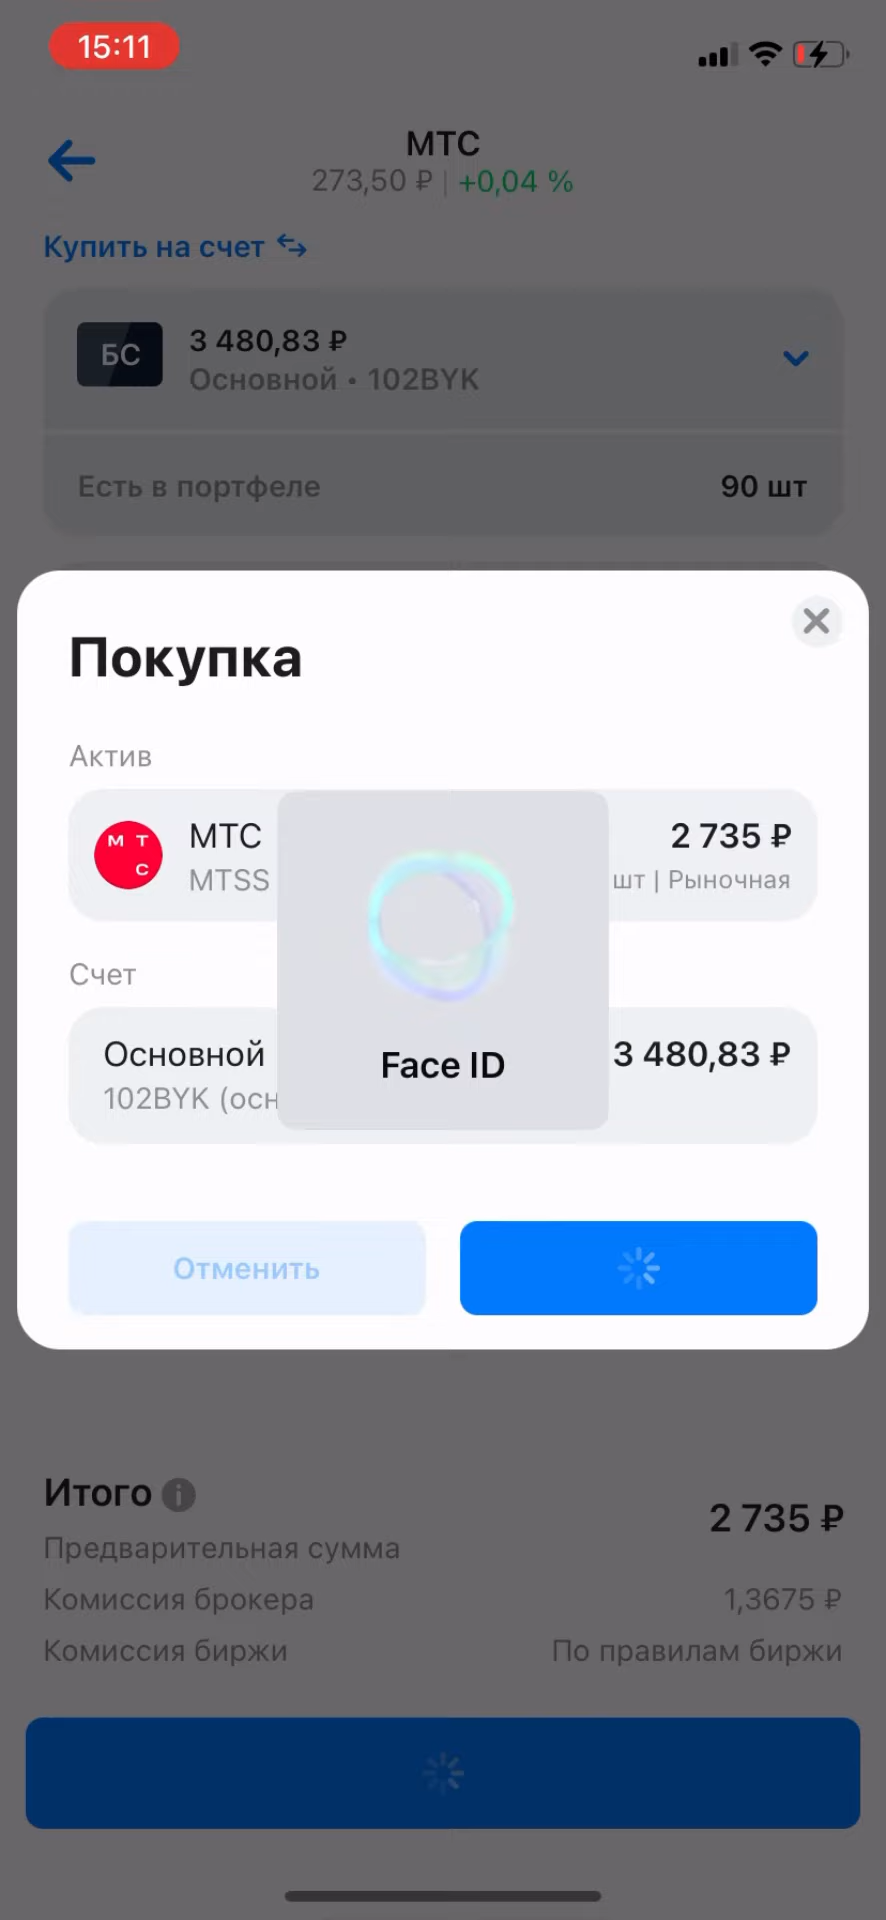 15:11
МТС
273,50 ₽ | +0,04 %
Купить на счет
БС
3 480,83 ₽
Основной • 102BYK
Есть в портфеле
90 шт
Покупка
Актив
МТС
МТС
2 735 ₽
MTSS
шт | Рыночная
Счет
Основной
3 480,83 ₽
102BYK (осн
Face ID
Отменить
Итого
2 735 ₽
Предварительная сумма
Комиссия брокера
1,3675 ₽
Комиссия биржи
По правилам биржи